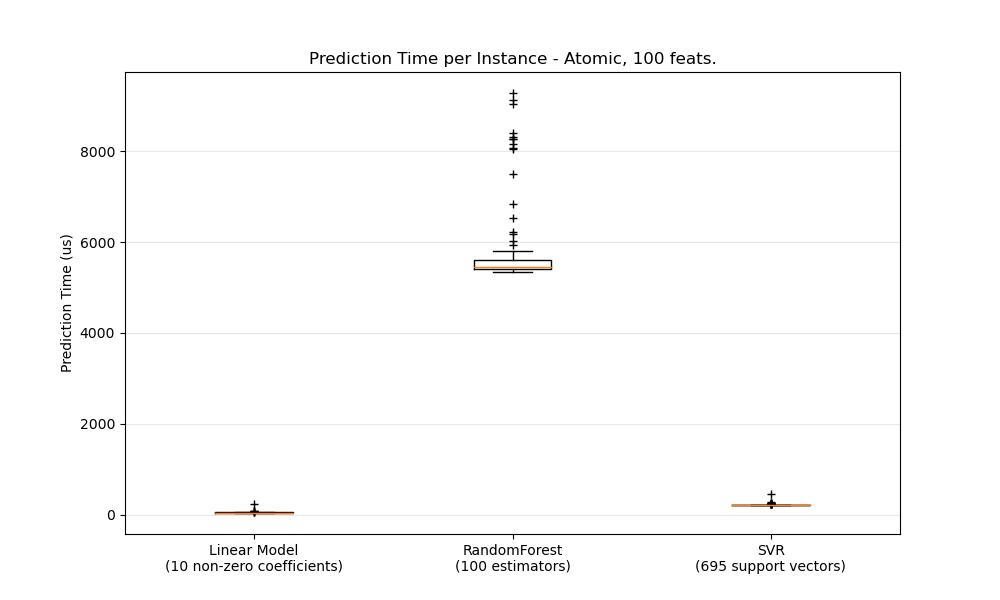 Prediction Time per Instance - Atomic, 100 feats.
Prediction Time (us)
8000
6000
4000
2000
0
Linear Model
(10 non-zero coefficients)
RandomForest
(100 estimators)
SVR
(695 support vectors)